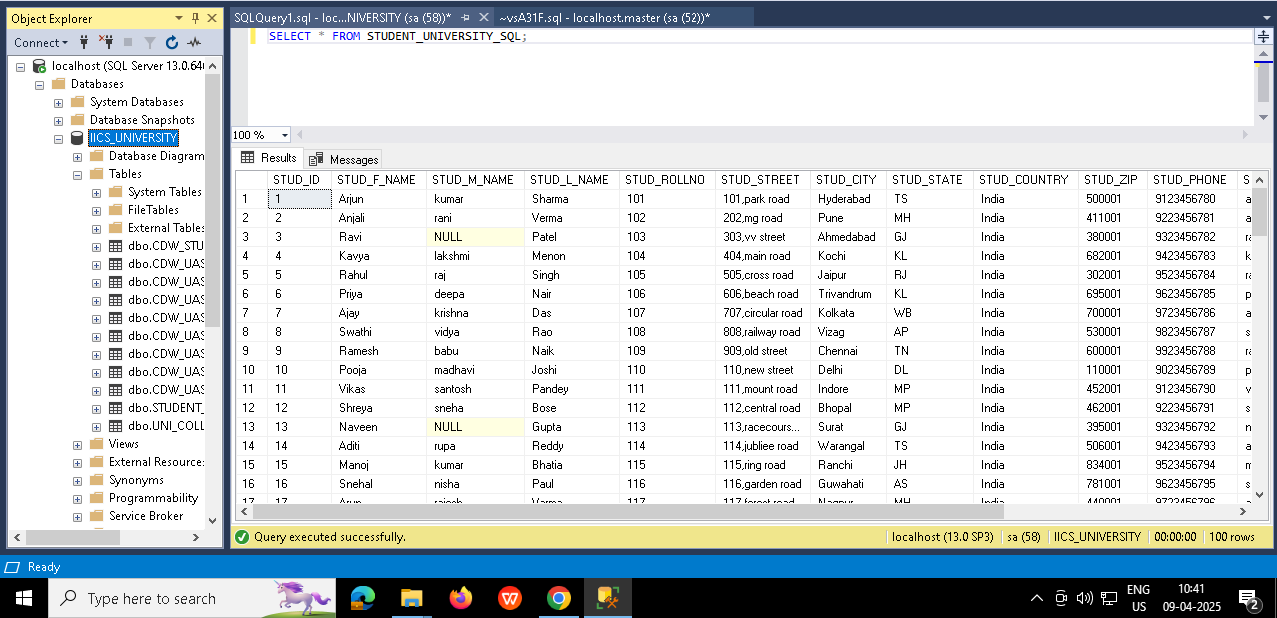 Object Explorer
Connect
localhost (SQL Server 13.0.640
Databases
System Databases
Database Snapshots
IICS_UNIVERSITY
Database Diagram
Tables
System Tables
FileTables
External Tables
dbo.CDW_STU
dbo.CDW_UAS
dbo.CDW_UAS
dbo.CDW_UAS
dbo.CDW_UAS
dbo.CDW_UAS
dbo.CDW_UAS
dbo.CDW_UAS
dbo.CDW_UAS
dbo.STUDENT_
dbo.UNI_COLL
Views
External Resource
Synonyms
Programmability
Service Broker
SQLQuery1.sql - loc...NIVERSITY (sa (58))*
~vsA31F.sql - localhost.master (sa (52))*
SELECT * FROM STUDENT_UNIVERSITY_SQL;
100 %
Results Messages
STUD_ID STUD_F_NAME STUD_M_NAME STUD_L_NAME STUD_ROLLNO STUD_STREET STUD_CITY STUD_STATE STUD_COUNTRY STUD_ZIP STUD_PHONE S
1 1 Arjun kumar Sharma 101 101,park road Hyderabad TS India 500001 9123456780 a
2 2 Anjali rani Verma 102 202,mg road Pune MH India 411001 9223456781 a
3 3 Ravi NULL Patel 103 303,vv street Ahmedabad GJ India 380001 9323456782 ra
4 4 Kavya lakshmi Menon 104 404,main road Kochi KL India 682001 9423456783 k
5 5 Rahul raj Singh 105 505,cross road Jaipur RJ India 302001 9523456784 ra
6 6 Priya deepa Nair 106 606,beach road Trivandrum KL India 695001 9623456785 p
7 7 Ajay krishna Das 107 707,circular road Kolkata WB India 700001 9723456786 a
8 8 Swathi vidya Rao 108 808,railway road Vizag AP India 530001 9823456787 s
9 9 Ramesh babu Naik 109 909,old street Chennai TN India 600001 9923456788 ra
10 10 Pooja madhavi Joshi 110 110,new street Delhi DL India 110001 9023456789 p
11 11 Vikas santosh Pandey 111 111,mount road Indore MP India 452001 9123456790 v
12 12 Shreya sneha Bose 112 112,central road Bhopal MP India 462001 9223456791 s
13 13 Naveen NULL Gupta 113 113,racecours... Surat GJ India 395001 9323456792 n
14 14 Aditi rupa Reddy 114 114,jubliee road Warangal TS India 506001 9423456793 a
15 15 Manoj kumar Bhatia 115 115,ring road Ranchi JH India 834001 9523456794 m
16 16 Snehal nisha Paul 116 116,garden road Guwahati AS India 781001 9623456795 s
17 17 Arun rajesh Varma 117 117,forest road Nagpur MH India 440001 9723456796 a
Query executed successfully.
localhost (13.0 SP3) sa (58) IICS_UNIVERSITY 00:00:00 100 rows
Ready
Type here to search
ENG
US
10:41
09-04-2025
2